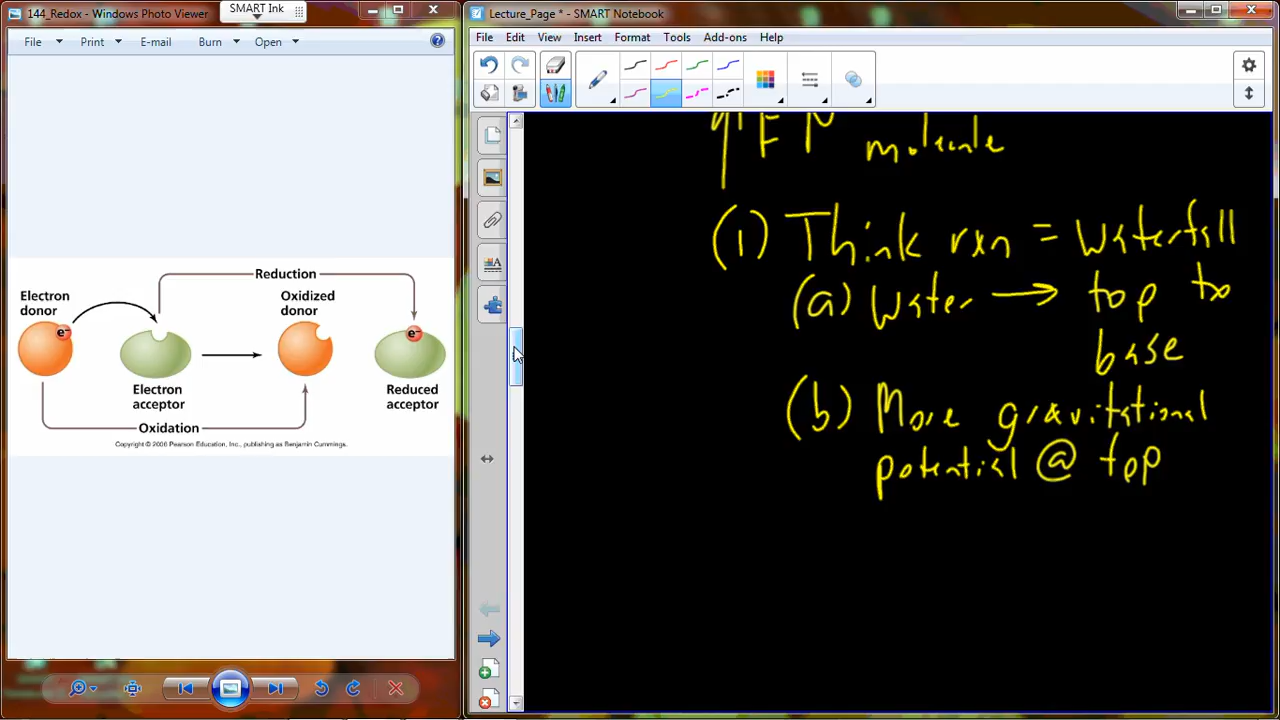 144_Redox - Windows Photo Viewer
SMART Ink
File Print E-mail Burn Open
Reduction
Electron donor
Oxidized donor
e−
e−
Electron acceptor
Reduced acceptor
Oxidation
Copyright © 2006 Pearson Education, Inc., publishing as Benjamin Cummings.
Lecture_Page * - SMART Notebook
File Edit View Insert Format Tools Add-ons Help
molecule
(1) Think rxn = Waterfall
(a) Water → top to
base
(b) More gravitational
potential @ top